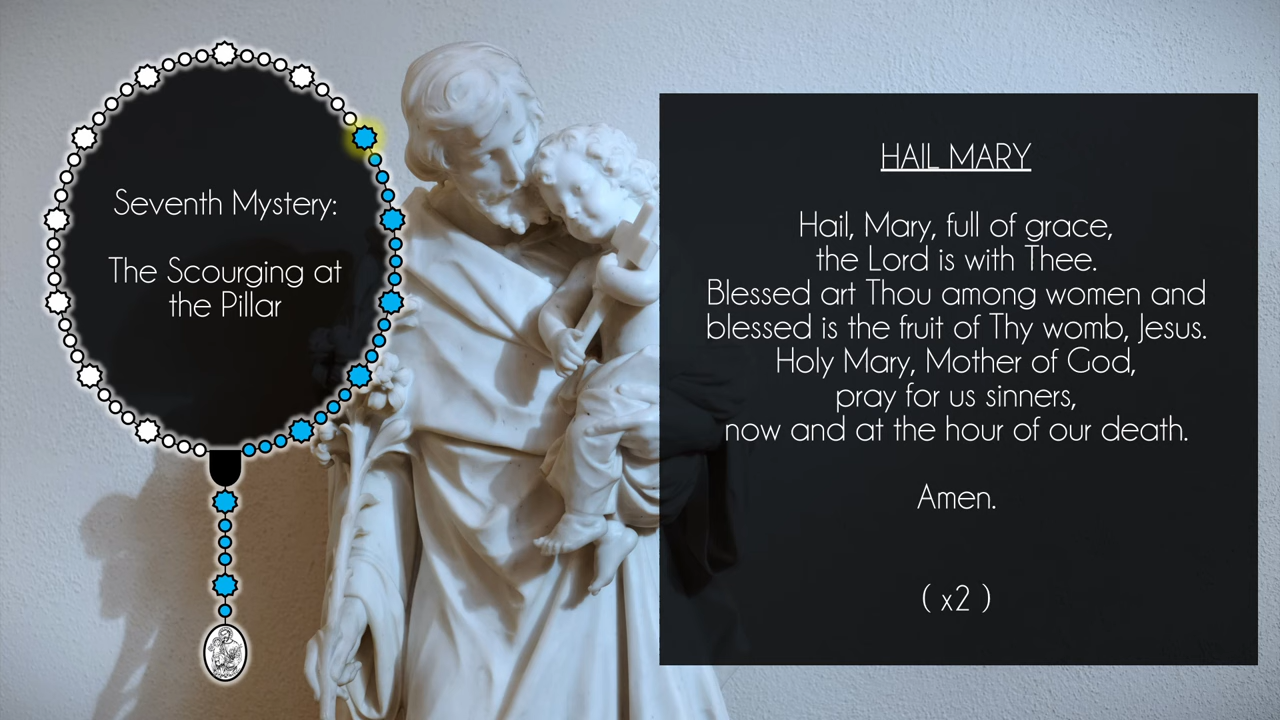 Seventh Mystery:
The Scourging at
the Pillar
HAIL MARY
Hail, Mary, full of grace,
the Lord is with Thee.
Blessed art Thou among women and
blessed is the fruit of Thy womb, Jesus.
Holy Mary, Mother of God,
pray for us sinners,
now and at the hour of our death.
Amen.
( x2 )